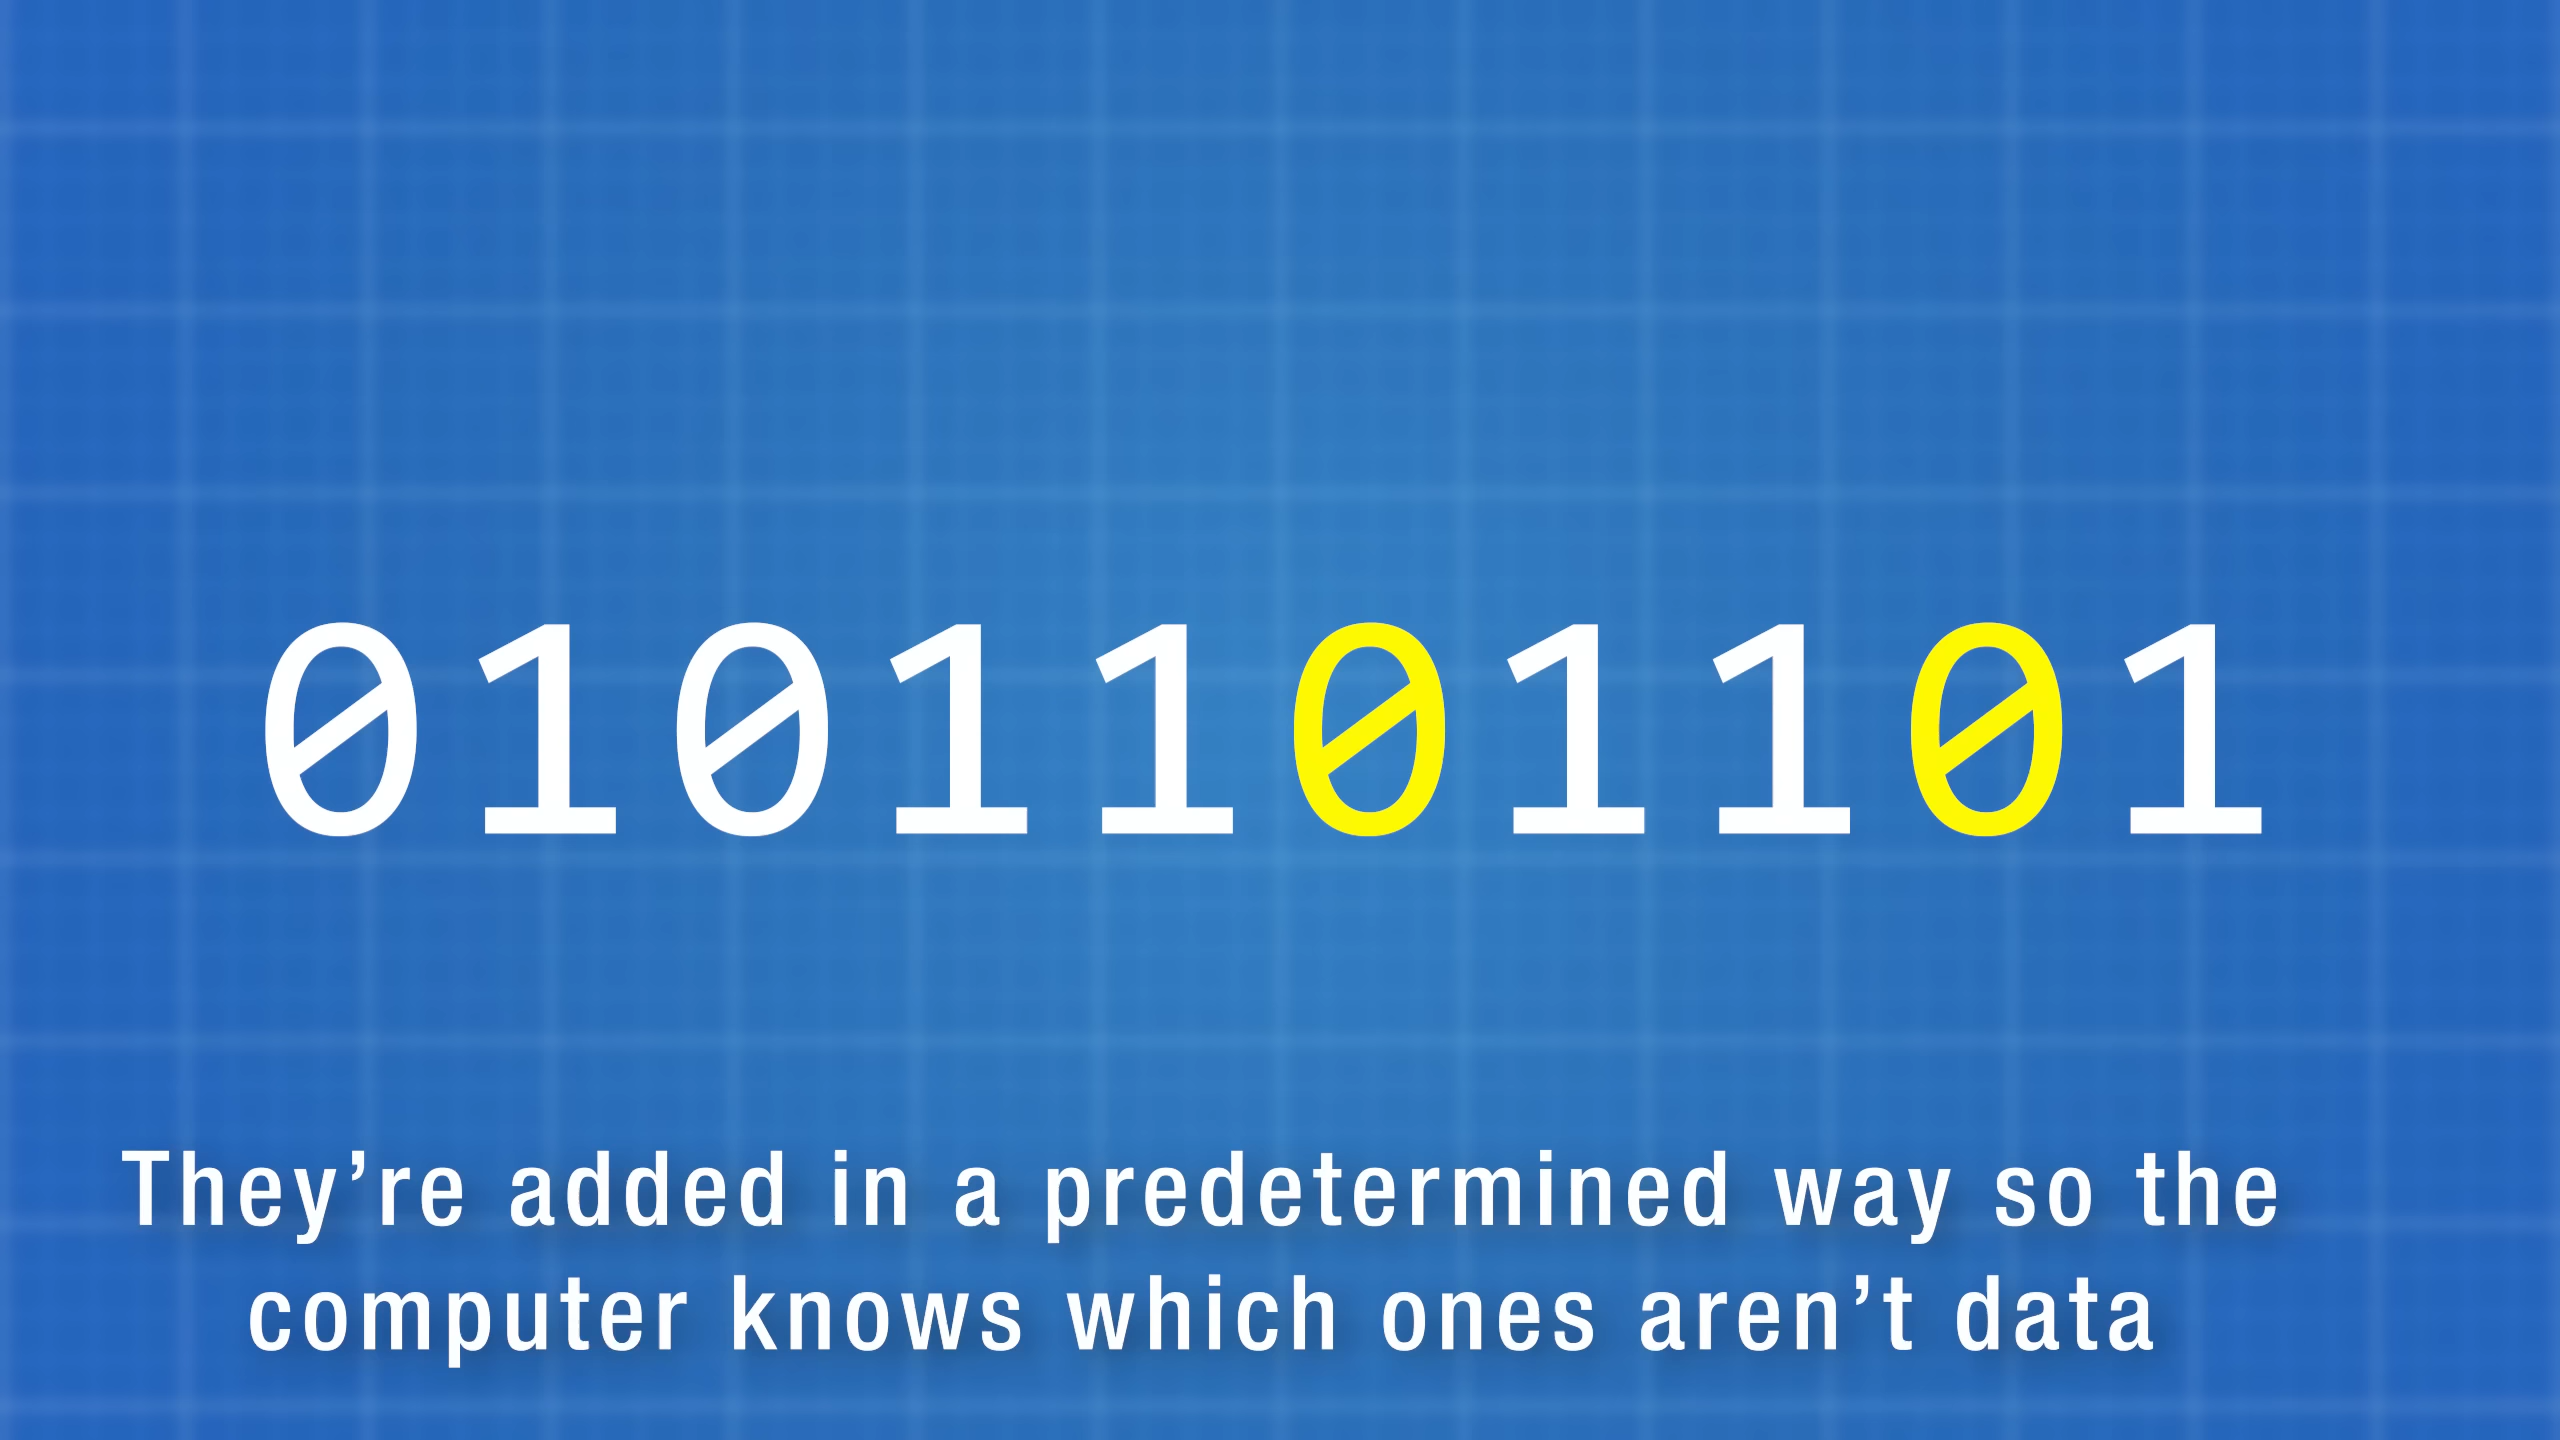 0101101101
They’re added in a predetermined way so the
computer knows which ones aren’t data